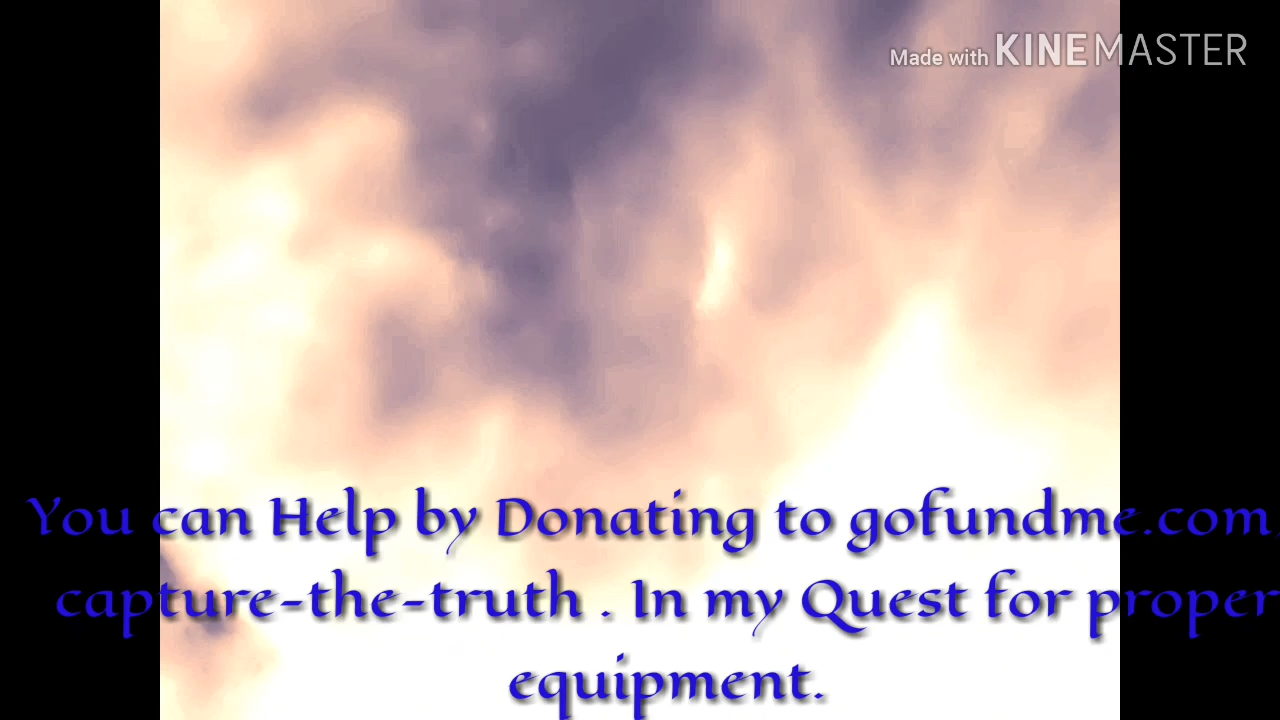 Made with KINEMASTER
You can Help by Donating to gofundme.com
capture-the-truth . In my Quest for proper
equipment.